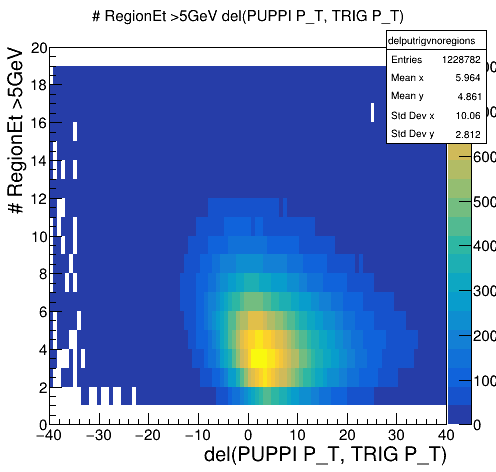 # RegionEt >5GeV del(PUPPI P_T, TRIG P_T)
delputrigvnoregions
Entries 1228782
Mean x 5.964
Mean y 4.861
Std Dev x 10.06
Std Dev y 2.812
# RegionEt >5GeV
20
18
16
14
12
10
8
6
4
2
0
−40 −30 −20 −10 0 10 20 30 40
del(PUPPI P_T, TRIG P_T)
600
500
400
300
200
100
0